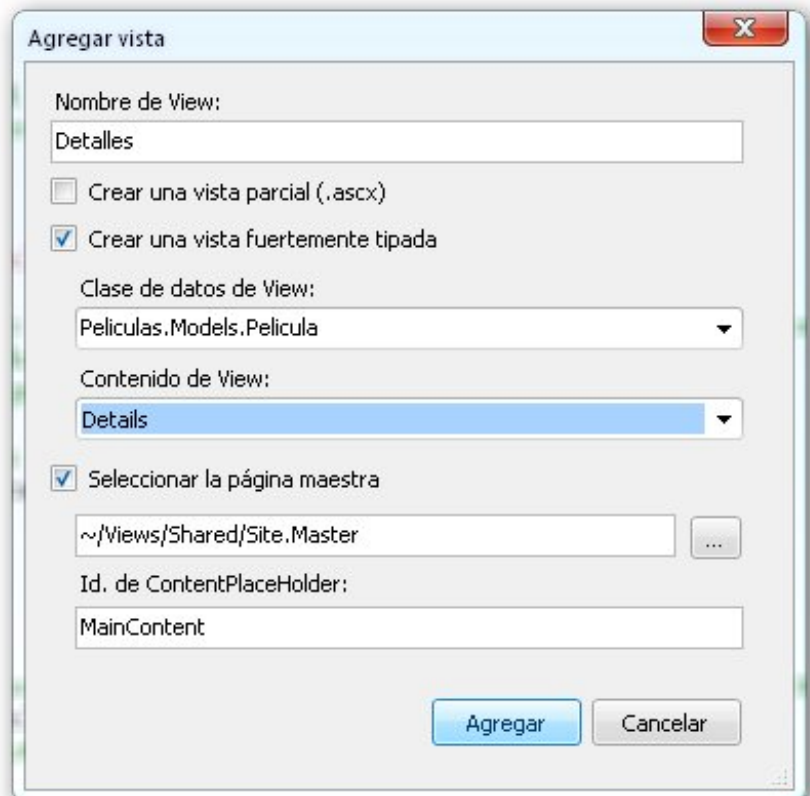 Agregar vista
Nombre de View:
Detalles
Crear una vista parcial (.ascx)
Crear una vista fuertemente tipada
Clase de datos de View:
Peliculas.Models.Pelicula
Contenido de View:
Details
Seleccionar la página maestra
~/Views/Shared/Site.Master
...
Id. de ContentPlaceHolder:
MainContent
Agregar Cancelar